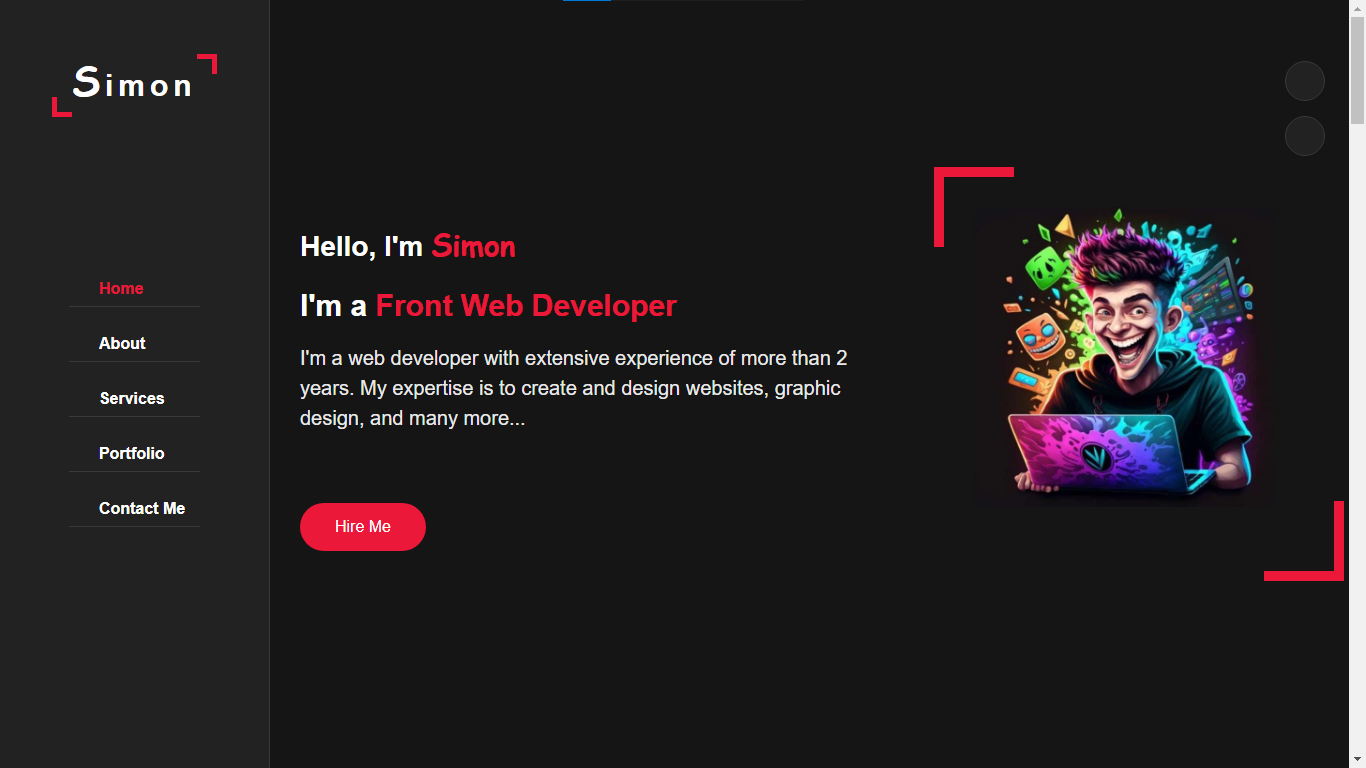 Simon
Home
About
Services
Portfolio
Contact Me
Hello, I'm Simon
I'm a Front Web Developer
I'm a web developer with extensive experience of more than 2
years. My expertise is to create and design websites, graphic
design, and many more...
Hire Me